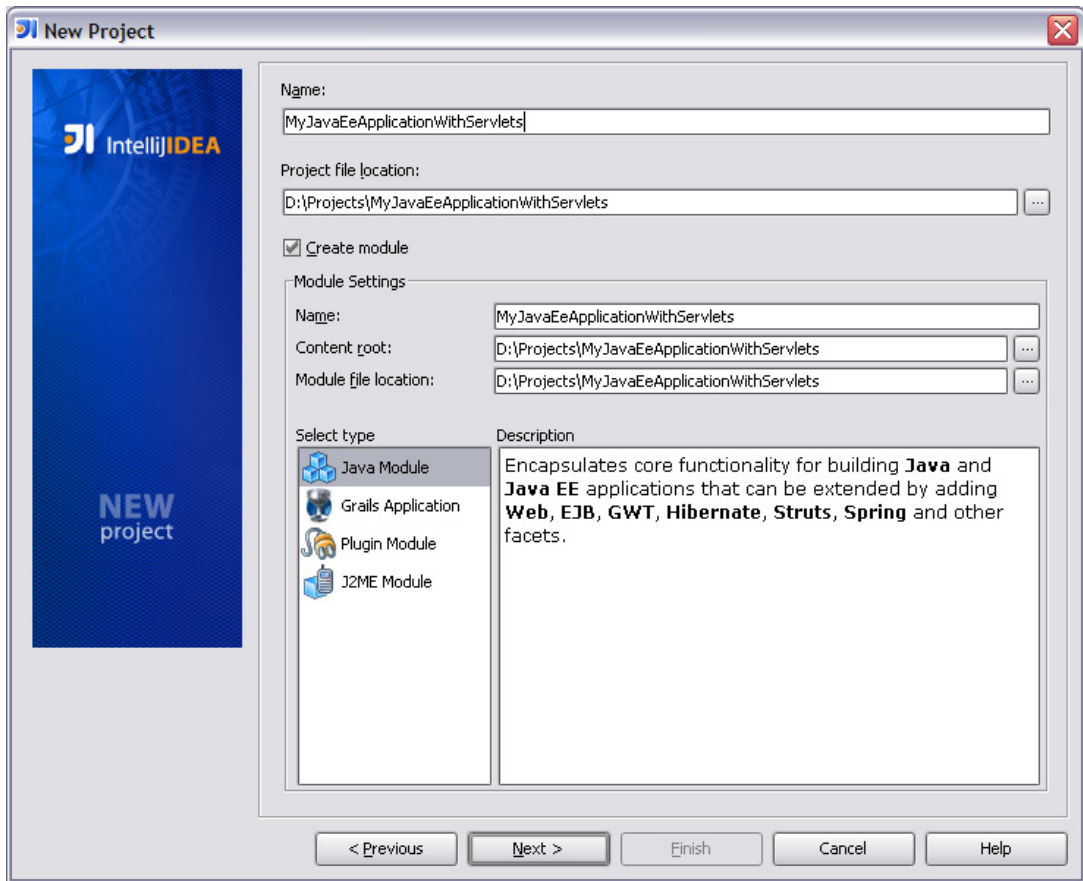 New Project
IntelliJIDEA
NEW
project
Name:
MyJavaEeApplicationWithServlets
Project file location:
D:\Projects\MyJavaEeApplicationWithServlets
...
Create module
Module Settings
Name:
MyJavaEeApplicationWithServlets
Content root:
D:\Projects\MyJavaEeApplicationWithServlets
...
Module file location:
D:\Projects\MyJavaEeApplicationWithServlets
...
Select type
Java Module
Grails Application
Plugin Module
J2ME Module
Description
Encapsulates core functionality for building Java and
Java EE applications that can be extended by adding
Web, EJB, GWT, Hibernate, Struts, Spring and other
facets.
< Previous
Next >
Finish
Cancel
Help